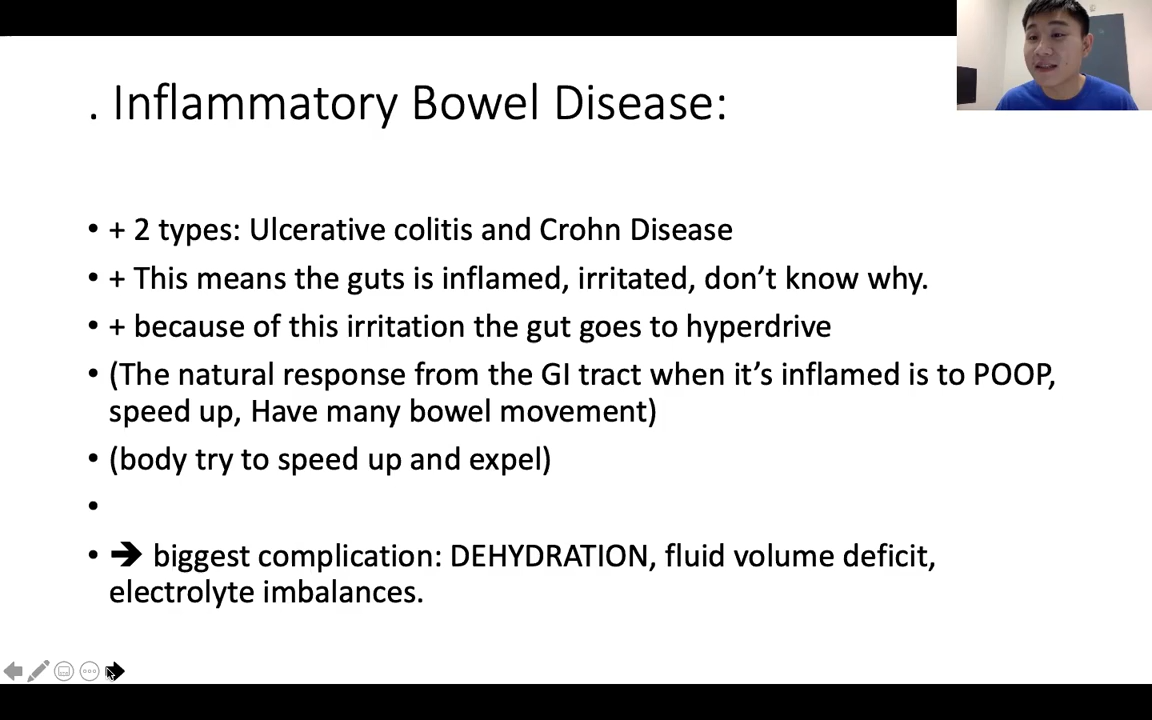 . Inflammatory Bowel Disease:
• + 2 types: Ulcerative colitis and Crohn Disease
• + This means the guts is inflamed, irritated, don’t know why.
• + because of this irritation the gut goes to hyperdrive
• (The natural response from the GI tract when it’s inflamed is to POOP,
speed up, Have many bowel movement)
• (body try to speed up and expel)
•
• ➔ biggest complication: DEHYDRATION, fluid volume deficit,
electrolyte imbalances.